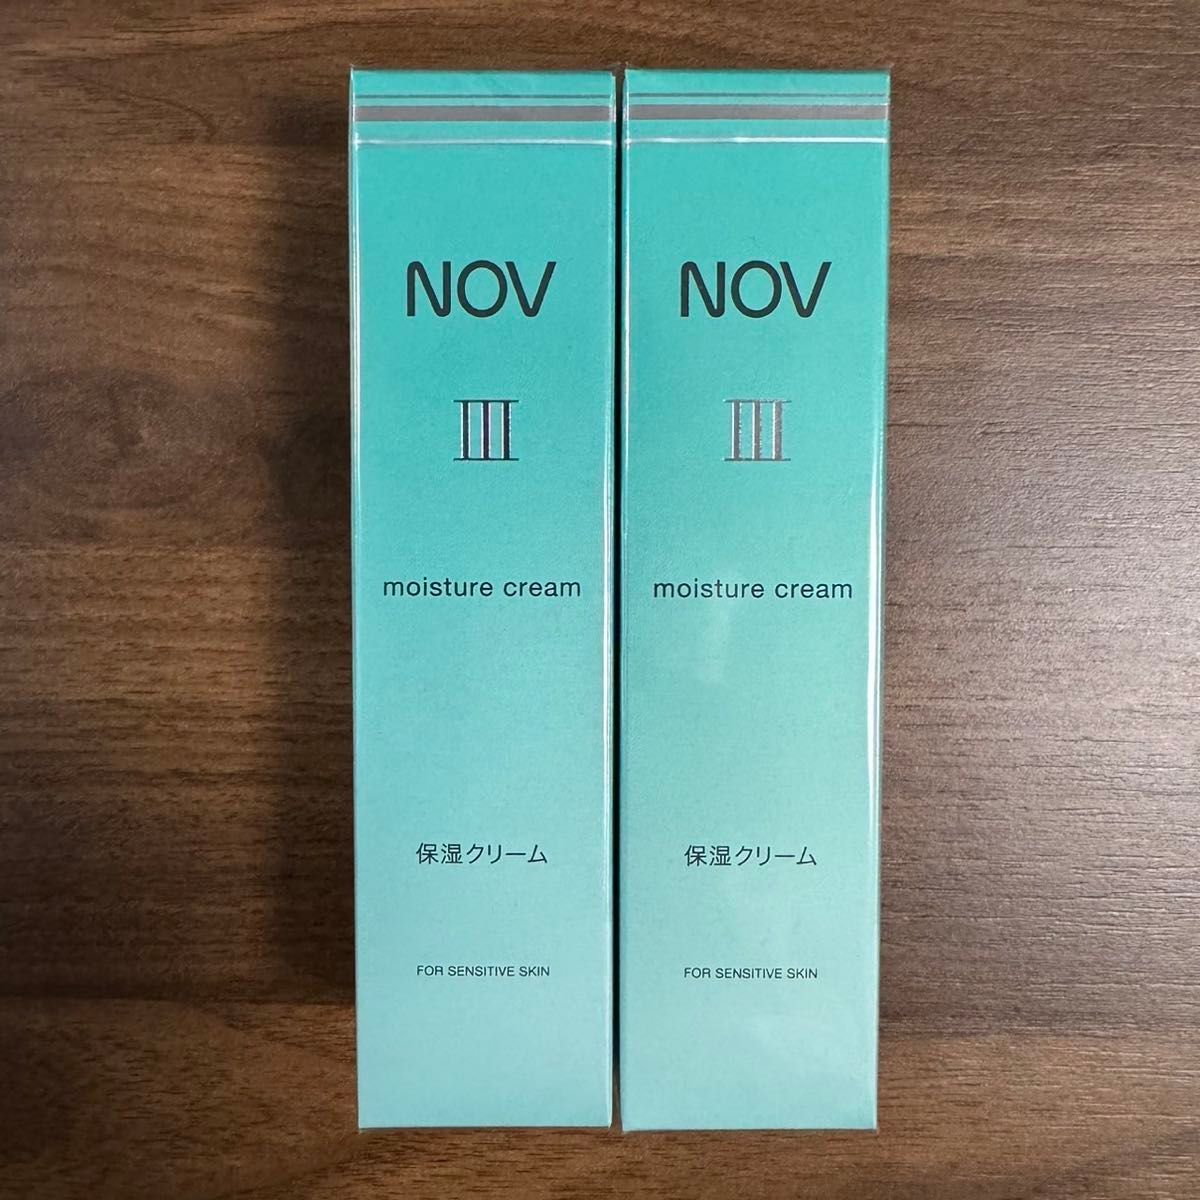 NOV
III
moisture cream
保湿クリーム
FOR SENSITIVE SKIN
NOV
III
moisture cream
保湿クリーム
FOR SENSITIVE SKIN